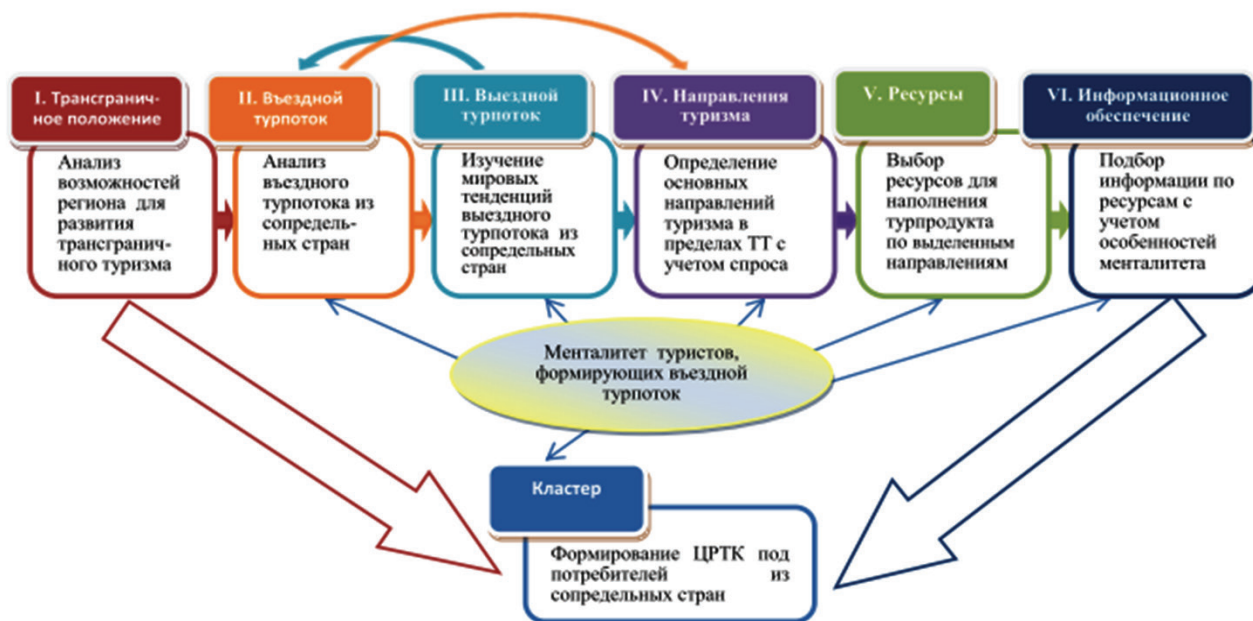 I. Трансгранич-
ное положение
Анализ
возможностей
региона для
развития
трансгранич-
ного туризма
II. Въездной
турпоток
Анализ
въездного
турпотока из
сопредель-
ных стран
III. Выездной
турпоток
Изучение
мировых
тенденций
выездного
турпотока из
сопредельных
стран
IV. Направления
туризма
Определение
основных
направлений
туризма в
пределах ТТ с
учетом спроса
V. Ресурсы
Выбор
ресурсов для
наполнения
турпродукта
по выделенным
направлениям
VI. Информационное
обеспечение
Подбор
информации по
ресурсам с
учетом
особенностей
менталитета
Менталитет туристов,
формирующих въездной
турпоток
Кластер
Формирование ЦРТК под
потребителей из
сопредельных стран